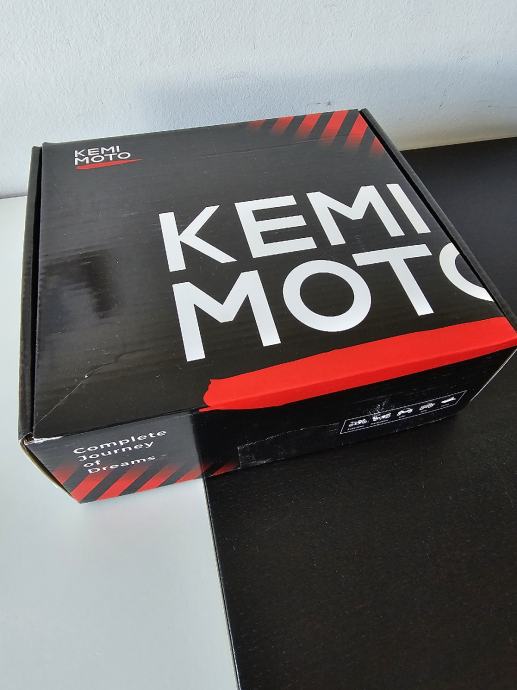 KEMI
MOTO
KEMI
MOTO
Complete
Journey
of
Dreams